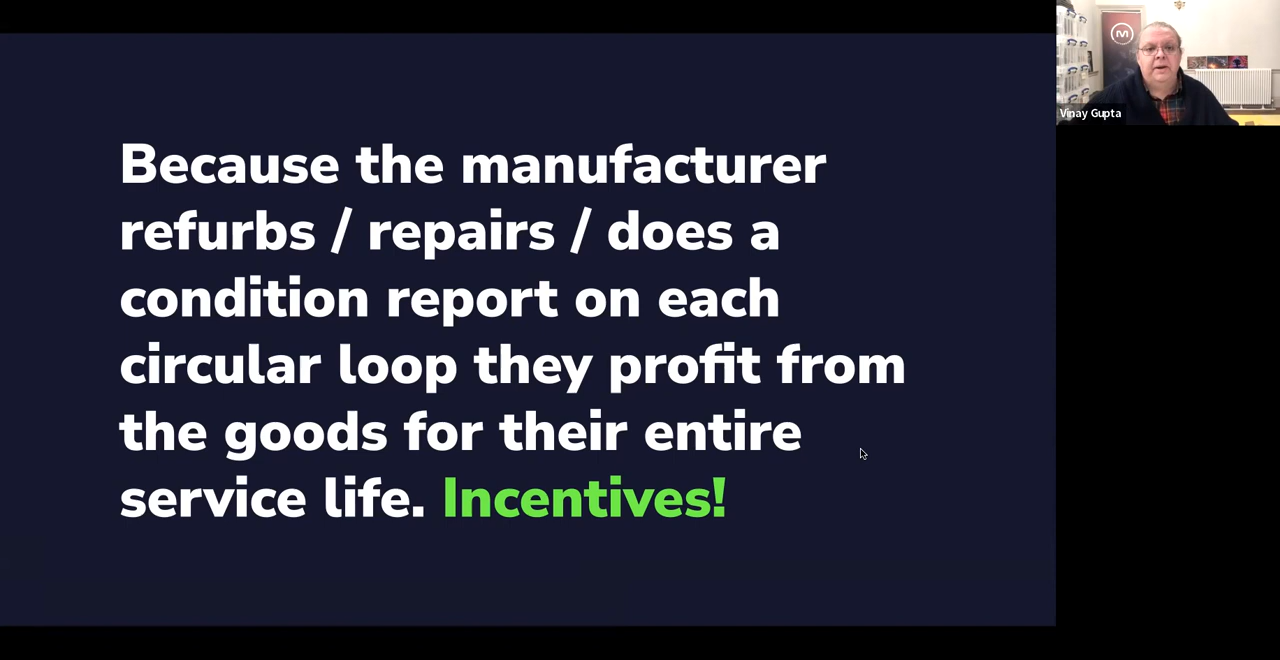 Because the manufacturer
refurbs / repairs / does a
condition report on each
circular loop they profit from
the goods for their entire
service life. Incentives!
Vinay Gupta